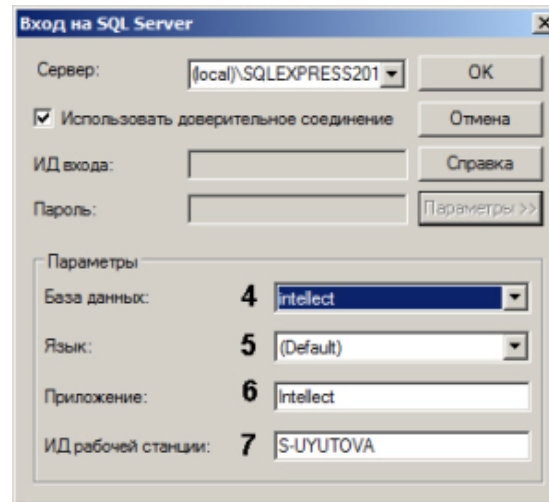 Вход на SQL Server
Сервер: (local)\SQLEXPRESS201 OK
Использовать доверительное соединение Отмена
ИД входа: Справка
Пароль: Параметры >>
Параметры
База данных: 4 intellect
Язык: 5 (Default)
Приложение: 6 Intellect
ИД рабочей станции: 7 S-UYUTOVA